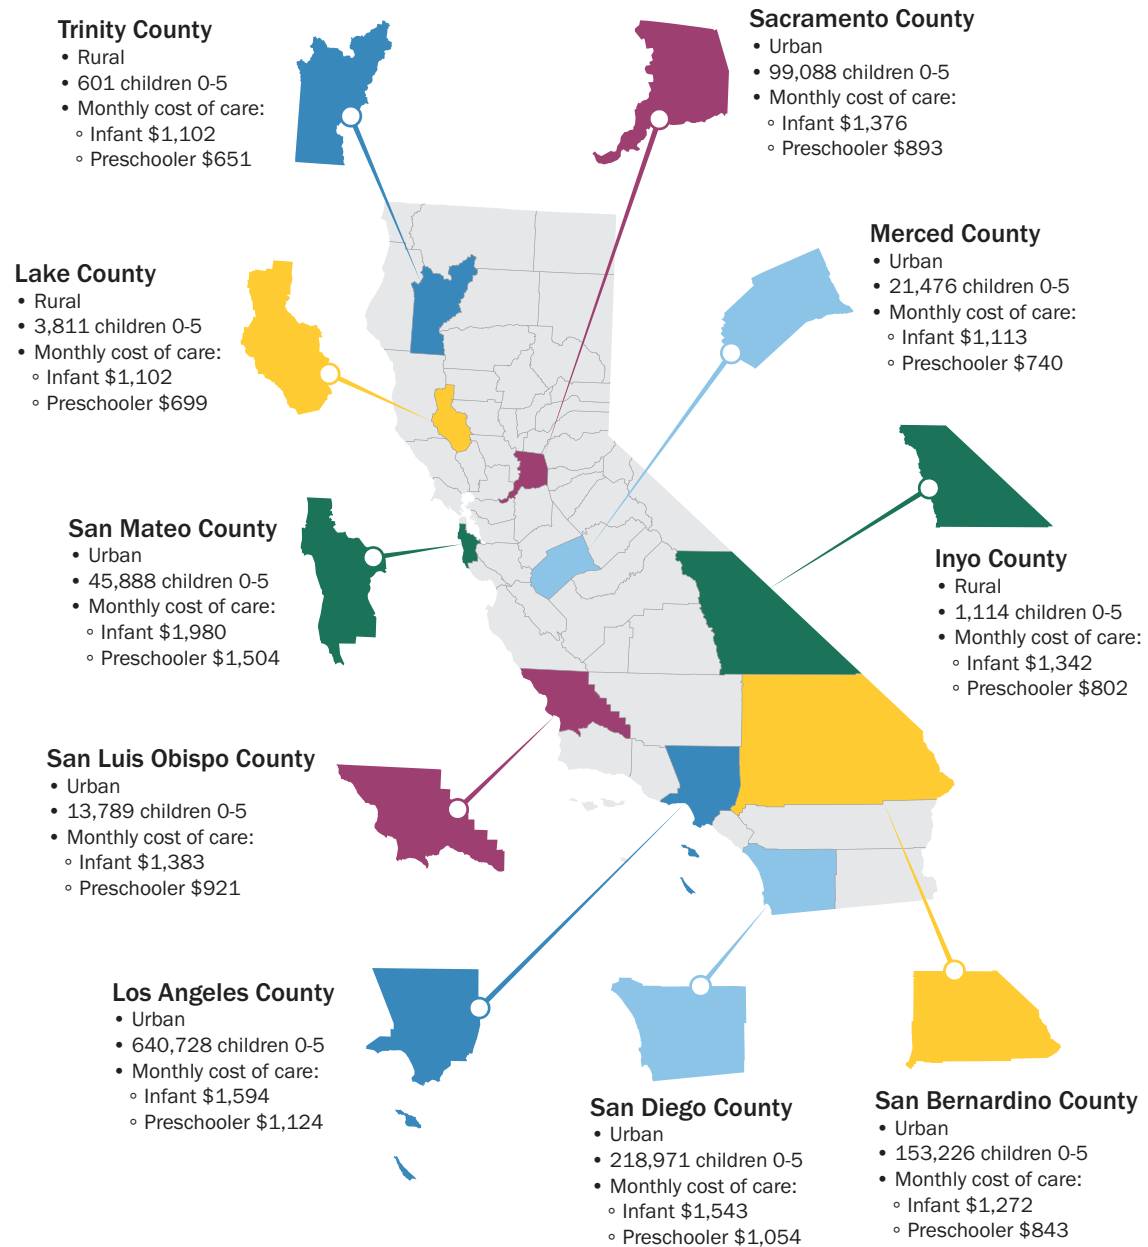 Trinity County
• Rural
• 601 children 0-5
• Monthly cost of care:
◦ Infant $1,102
◦ Preschooler $651
Sacramento County
• Urban
• 99,088 children 0-5
• Monthly cost of care:
◦ Infant $1,376
◦ Preschooler $893
Lake County
• Rural
• 3,811 children 0-5
• Monthly cost of care:
◦ Infant $1,102
◦ Preschooler $699
Merced County
• Urban
• 21,476 children 0-5
• Monthly cost of care:
◦ Infant $1,113
◦ Preschooler $740
San Mateo County
• Urban
• 45,888 children 0-5
• Monthly cost of care:
◦ Infant $1,980
◦ Preschooler $1,504
Inyo County
• Rural
• 1,114 children 0-5
• Monthly cost of care:
◦ Infant $1,342
◦ Preschooler $802
San Luis Obispo County
• Urban
• 13,789 children 0-5
• Monthly cost of care:
◦ Infant $1,383
◦ Preschooler $921
Los Angeles County
• Urban
• 640,728 children 0-5
• Monthly cost of care:
◦ Infant $1,594
◦ Preschooler $1,124
San Diego County
• Urban
• 218,971 children 0-5
• Monthly cost of care:
◦ Infant $1,543
◦ Preschooler $1,054
San Bernardino County
• Urban
• 153,226 children 0-5
• Monthly cost of care:
◦ Infant $1,272
◦ Preschooler $843